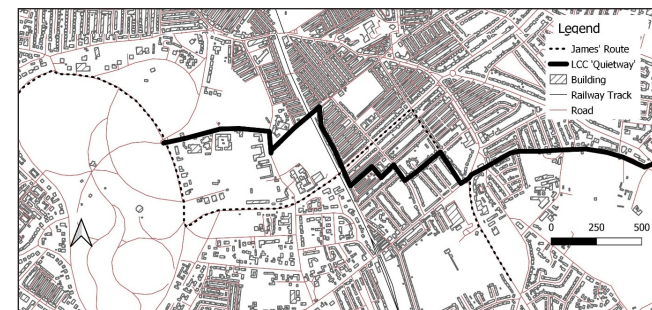 Legend
James' Route
LCC 'Quietway'
Building
Railway Track
Road
0 250 500